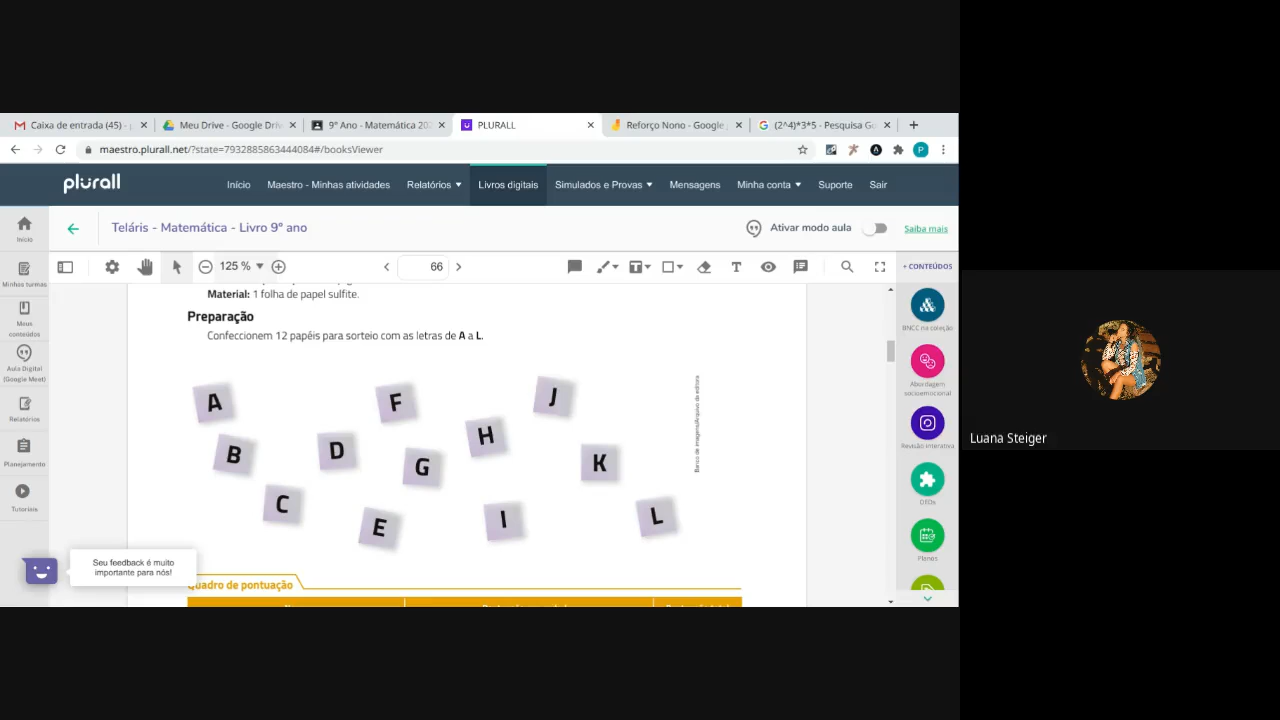 Caixa de entrada (45) -
Meu Drive - Google Dri
9º Ano - Matemática 202
PLURALL
Reforço Nono - Google
(2^4)*3*5 - Pesquisa Go
maestro.plurall.net/?state=7932885863444084#/booksViewer
P
plurall
Início
Maestro - Minhas atividades
Relatórios
Livros digitais
Simulados e Provas
Mensagens
Minha conta
Suporte
Sair
Início
Teláris - Matemática - Livro 9º ano
Ativar modo aula
Saiba mais
125 %
66
+ CONTEÚDOS
Minhas turmas
Meus
conteúdos
Aula Digital
(Google Meet)
Relatórios
Planejamento
Tutoriais
Material: 1 folha de papel sulfite.
Preparação
Confeccionem 12 papéis para sorteio com as letras de A a L.
A
F
J
B
D
G
H
K
C
E
I
L
Banco de imagens/Arquivo da editora
BNCC na coleção
Abordagem
socioemocional
Revisão interativa
OEDs
Planos
Seu feedback é muito
importante para nós!
Quadro de pontuação
Luana Steiger